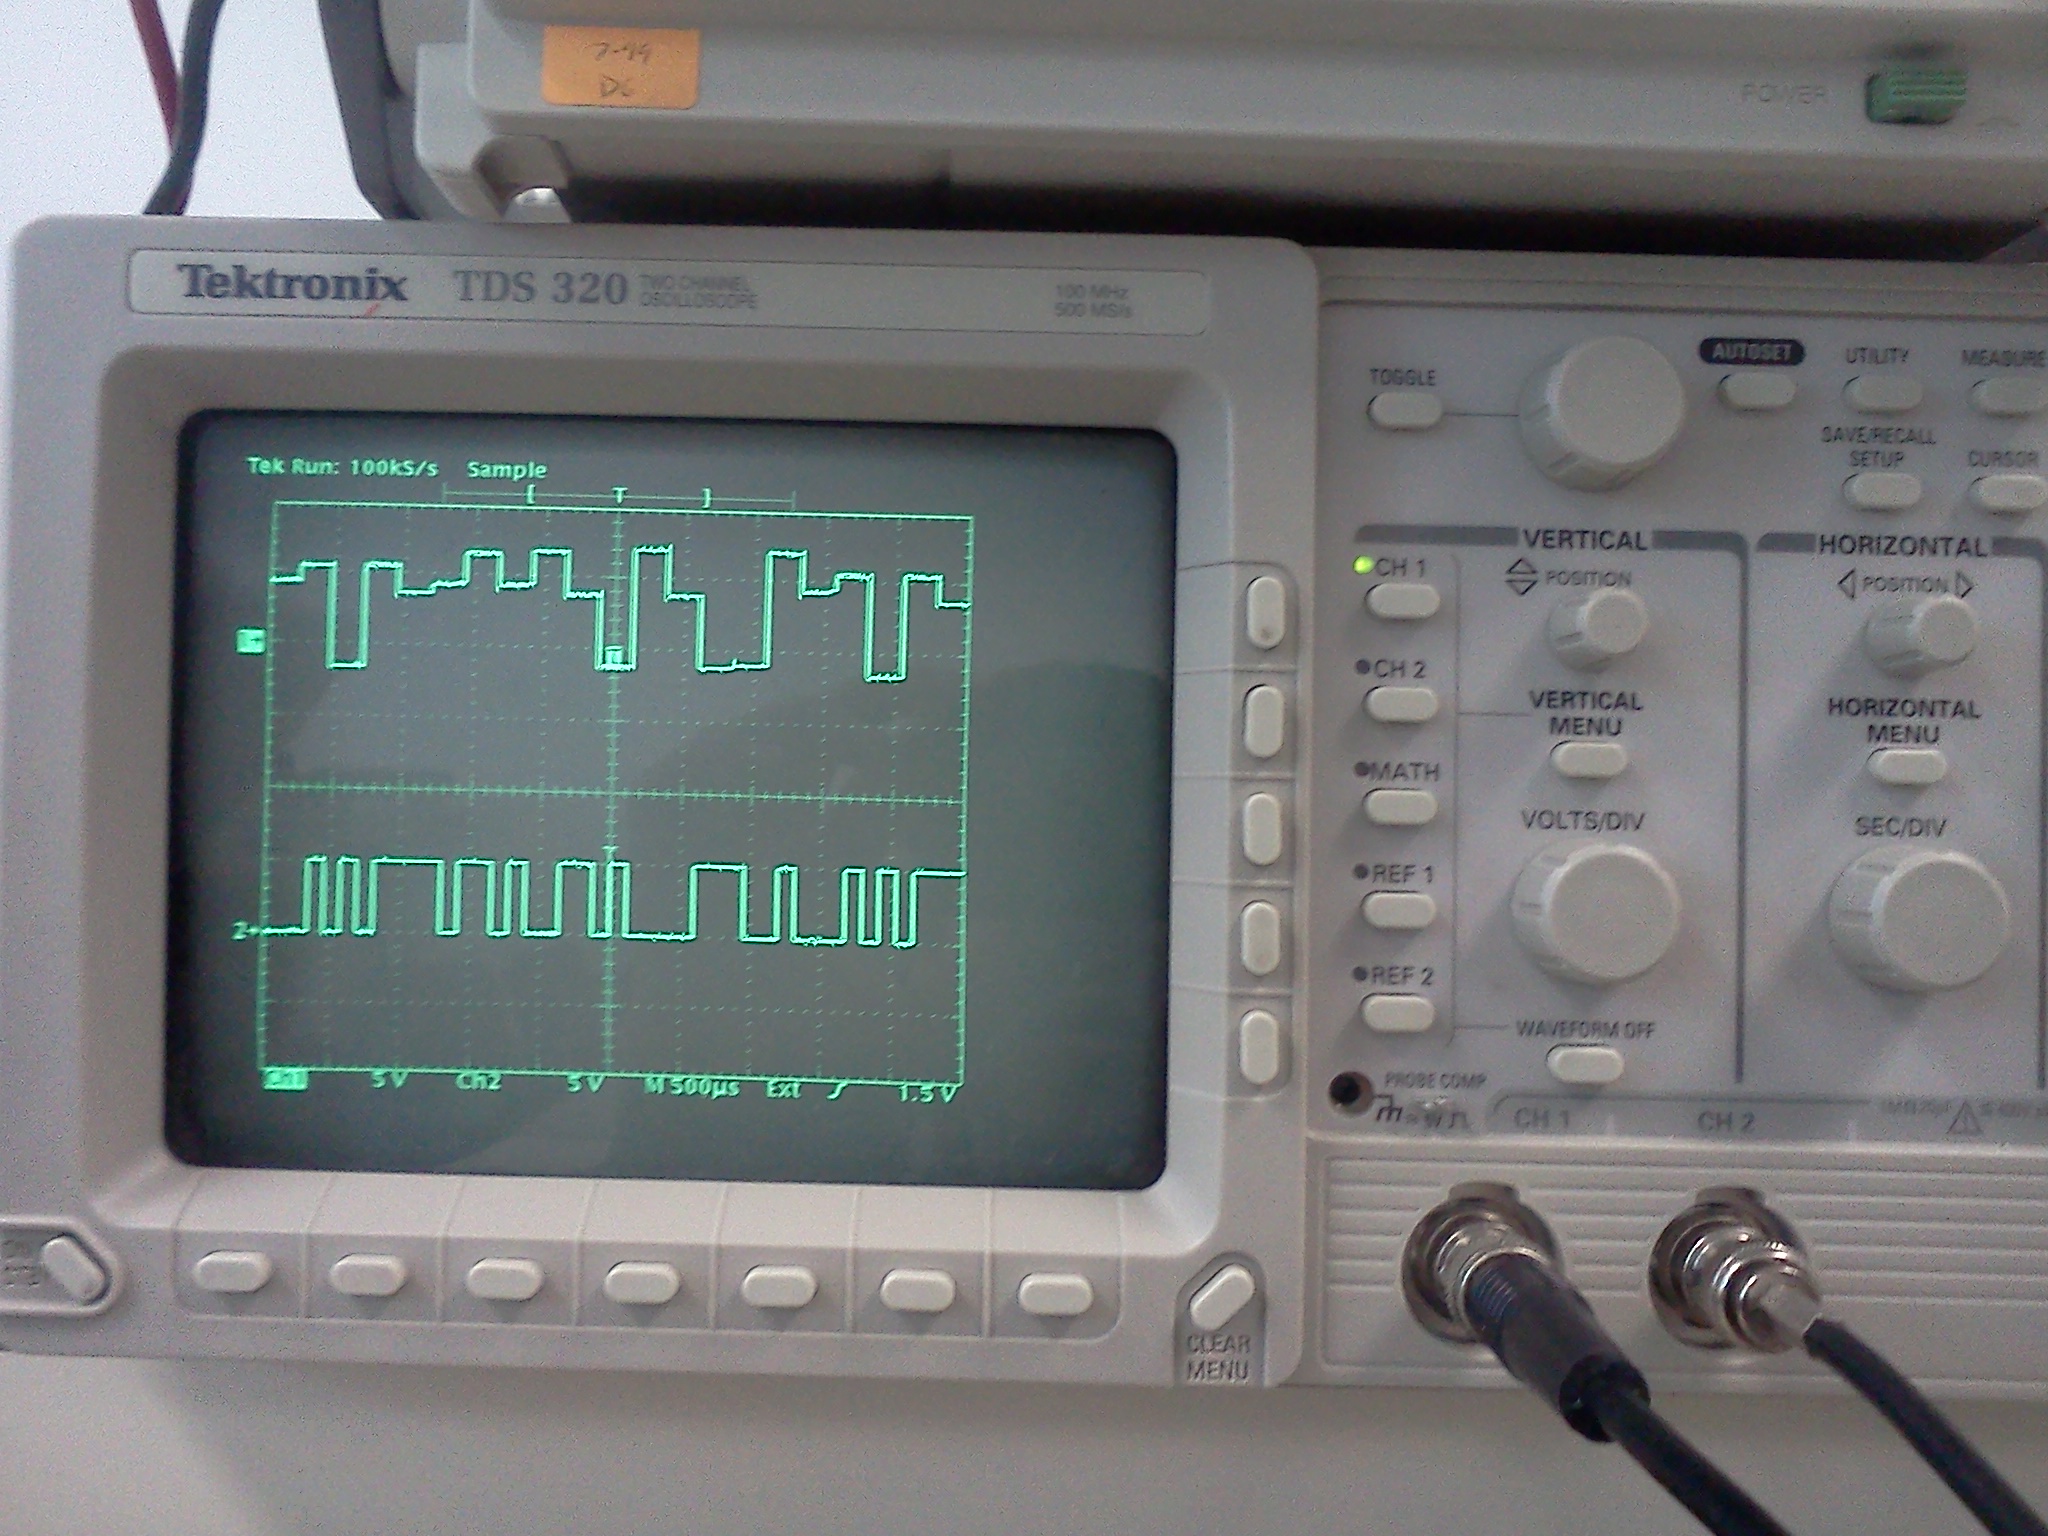 7-99
DC
POWER
Tektronix TDS 320 TWO CHANNEL
OSCILLOSCOPE
100 MHz
500 MS/s
Tek Run: 100kS/s Sample
[ T ]
2→
Ch1 5 V Ch2 5 V M 500µs Ext 1.5 V
TOGGLE
AUTOSET
UTILITY
MEASURE
SAVE/RECALL
SETUP
CURSOR
VERTICAL
HORIZONTAL
CH 1
POSITION
POSITION
CH 2
VERTICAL
MENU
HORIZONTAL
MENU
MATH
VOLTS/DIV
SEC/DIV
REF 1
REF 2
WAVEFORM OFF
PROBE COMP
CH 1
CH 2
CLEAR
MENU